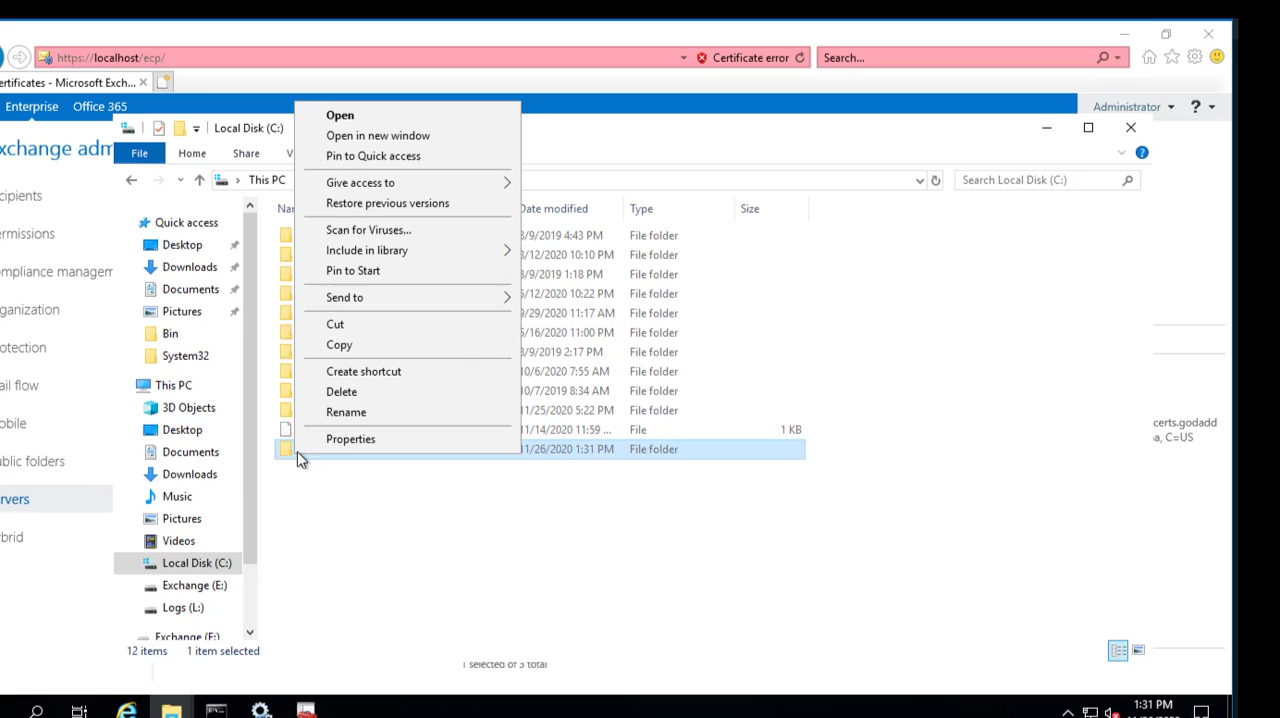 https://localhost/ecp/
Certificate error
Search...
ertificates - Microsoft Exch...
Enterprise
Office 365
Administrator
?
xchange adm
Local Disk (C:)
File
Home
Share
V
This PC
Search Local Disk (C:)
cipients
ermissions
ompliance managem
ganization
otection
ail flow
obile
ublic folders
rvers
brid
Quick access
Desktop
Downloads
Documents
Pictures
Bin
System32
This PC
3D Objects
Desktop
Documents
Downloads
Music
Pictures
Videos
Local Disk (C:)
Exchange (E:)
Logs (L:)
Exchange (E:)
Open
Open in new window
Pin to Quick access
Give access to
Restore previous versions
Scan for Viruses...
Include in library
Pin to Start
Send to
Cut
Copy
Create shortcut
Delete
Rename
Properties
Nar
Date modified
Type
Size
3/9/2019 4:43 PM File folder
3/12/2020 10:10 PM File folder
3/9/2019 1:18 PM File folder
5/12/2020 10:22 PM File folder
9/29/2020 11:17 AM File folder
5/16/2020 11:00 PM File folder
3/9/2019 2:17 PM File folder
10/6/2020 7:55 AM File folder
10/7/2019 8:34 AM File folder
11/25/2020 5:22 PM File folder
11/14/2020 11:59 ... File 1 KB
11/26/2020 1:31 PM File folder
certs.godadd
a, C=US
12 items
1 item selected
1 selected of 3 total
1:31 PM